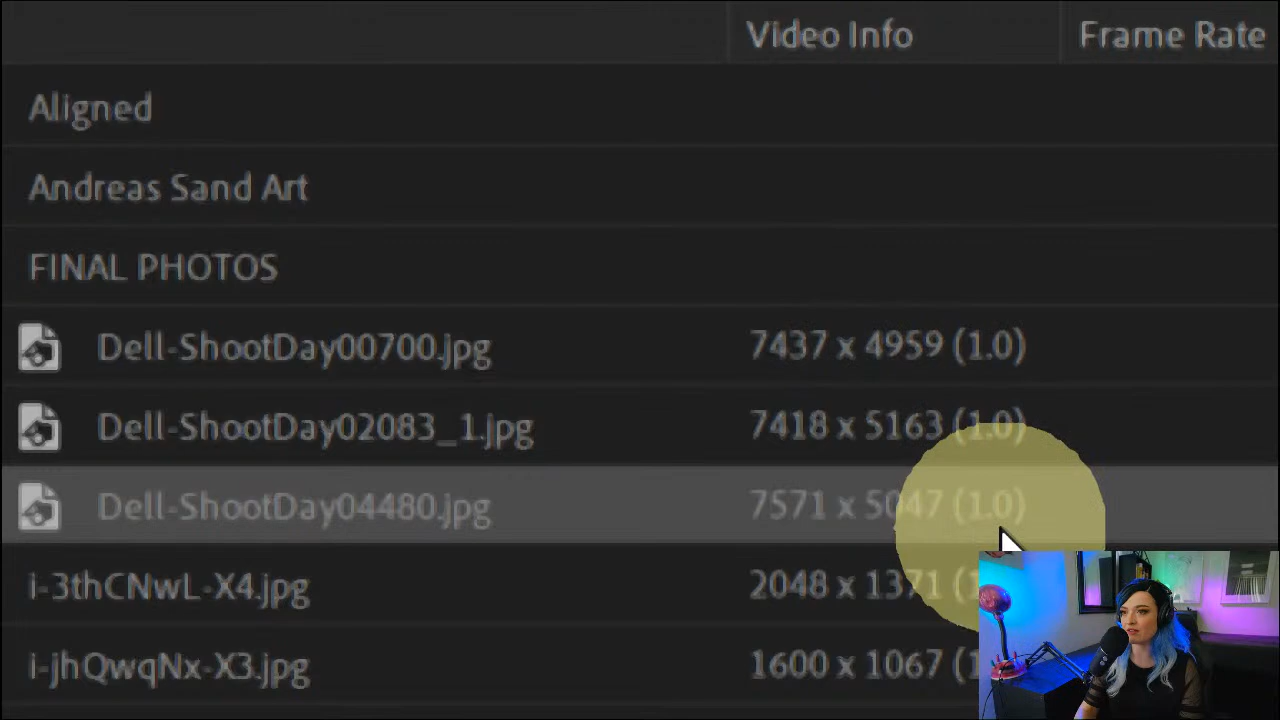 Video Info Frame Rate
Aligned
Andreas Sand Art
FINAL PHOTOS
Dell-ShootDay00700.jpg 7437 x 4959 (1.0)
Dell-ShootDay02083_1.jpg 7418 x 5163 (1.0)
Dell-ShootDay04480.jpg 7571 x 5047 (1.0)
i-3thCNwL-X4.jpg 2048 x 1371
i-jhQwqNx-X3.jpg 1600 x 1067